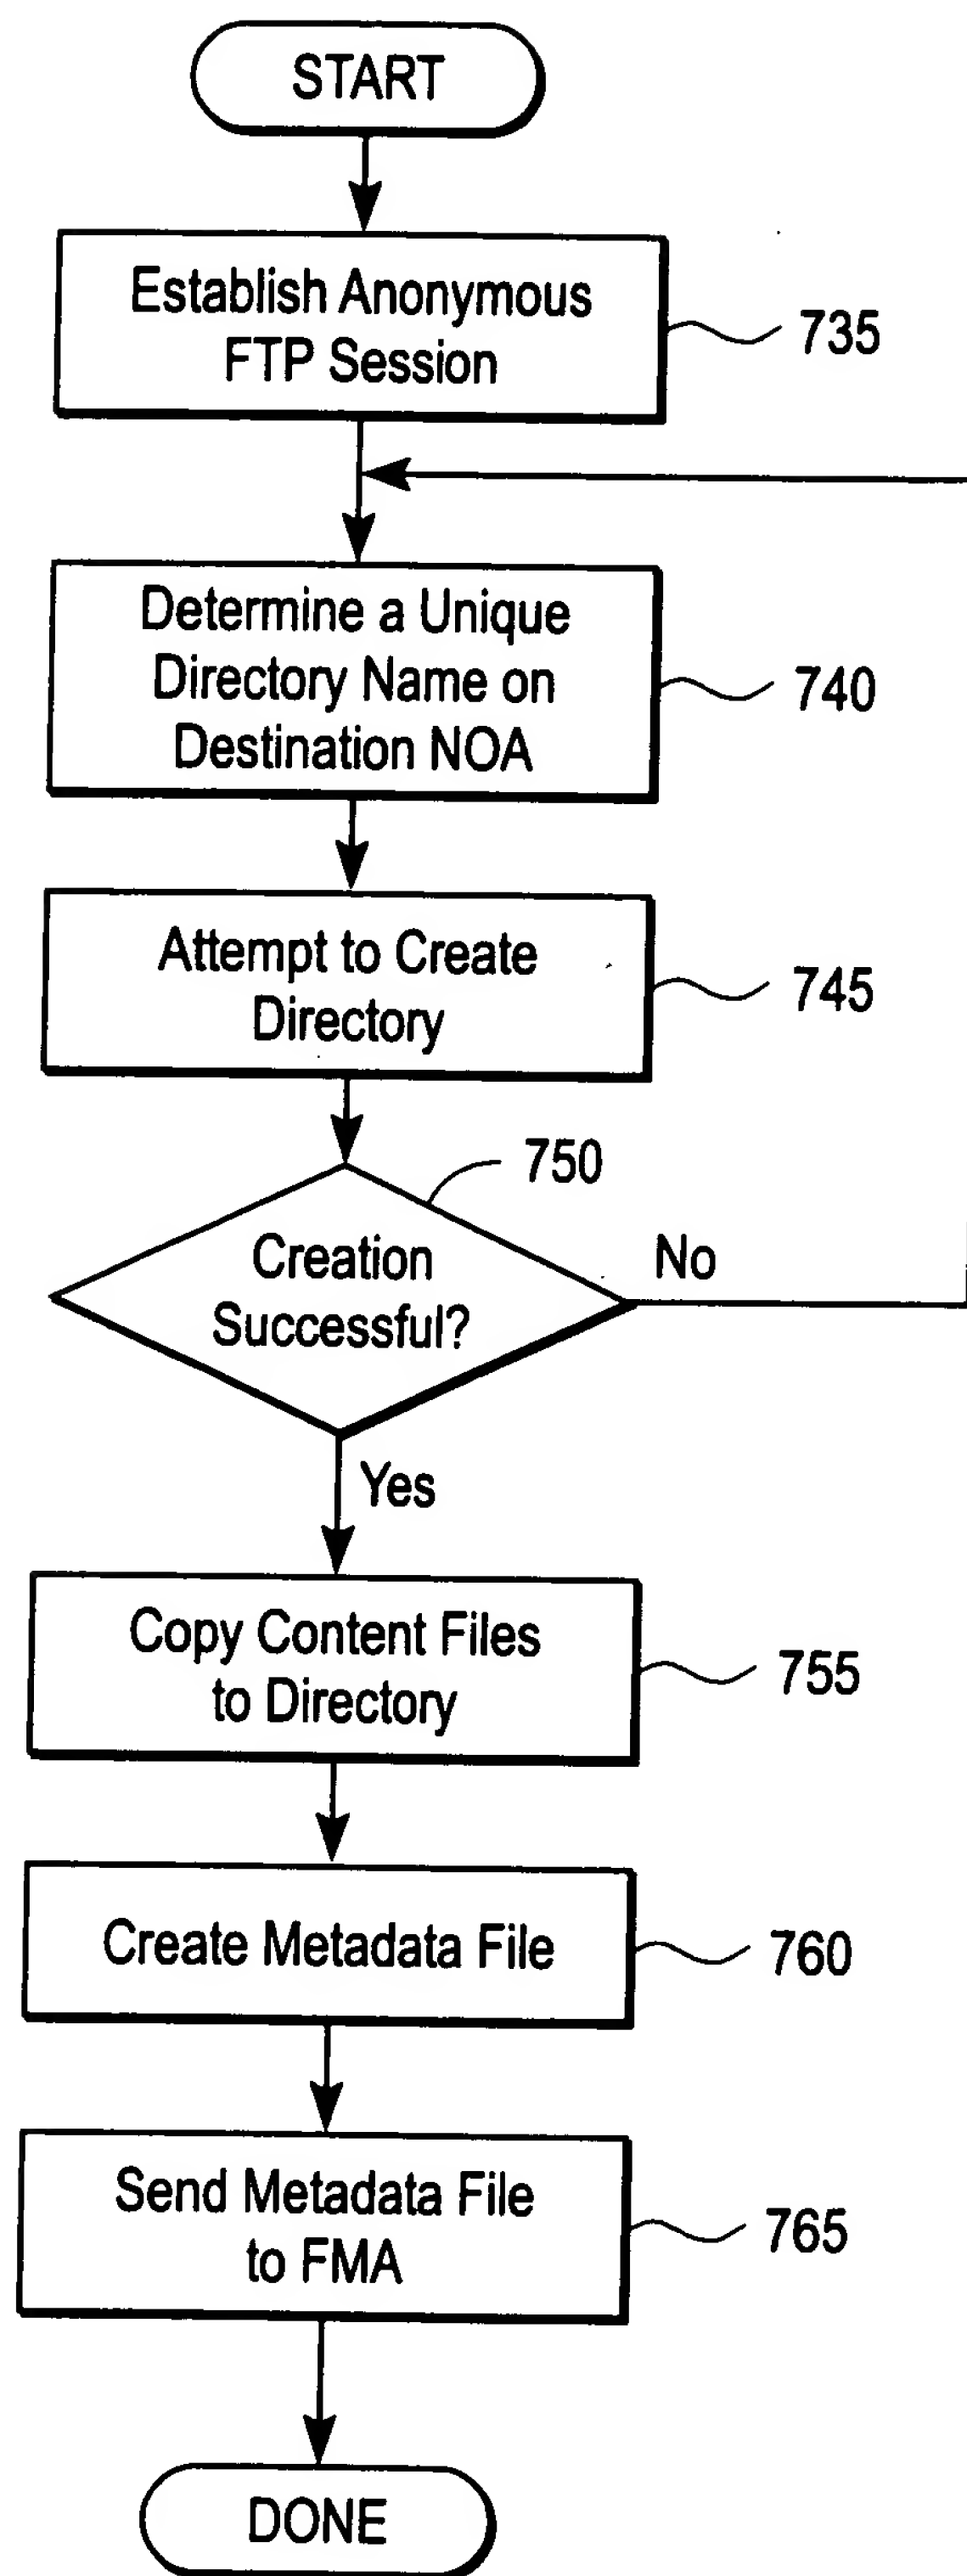 START
Establish Anonymous
FTP Session
735
Determine a Unique
Directory Name on
Destination NOA
740
Attempt to Create
Directory
745
750
Creation
Successful?
No
Yes
Copy Content Files
to Directory
755
Create Metadata File
760
Send Metadata File
to FMA
765
DONE